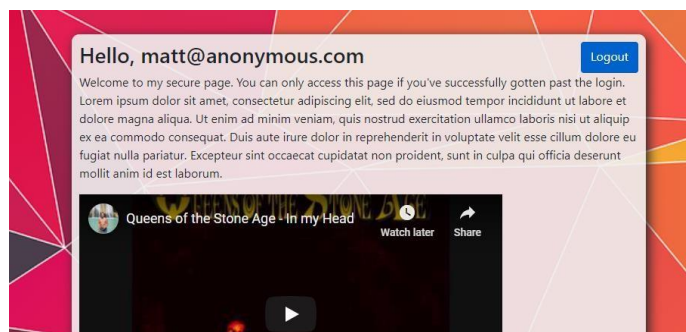 Hello, matt@anonymous.com
Logout
Welcome to my secure page. You can only access this page if you've successfully gotten past the login.
Lorem ipsum dolor sit amet, consectetur adipiscing elit, sed do eiusmod tempor incididunt ut labore et
dolore magna aliqua. Ut enim ad minim veniam, quis nostrud exercitation ullamco laboris nisi ut aliquip
ex ea commodo consequat. Duis aute irure dolor in reprehenderit in voluptate velit esse cillum dolore eu
fugiat nulla pariatur. Excepteur sint occaecat cupidatat non proident, sunt in culpa qui officia deserunt
mollit anim id est laborum.
QUEENS OF THE STONE AGE
Queens of the Stone Age - In my Head
Watch later
Share